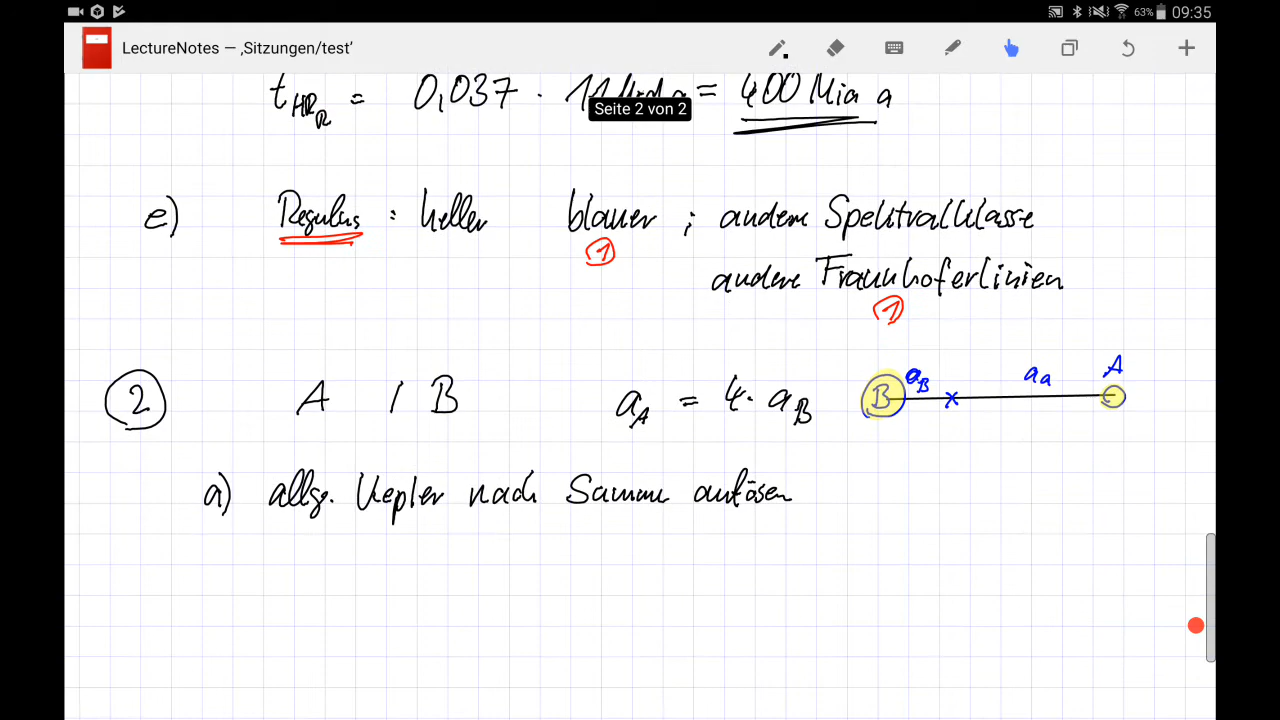 63% 09:35
LectureNotes — ‚Sitzungen/test‘
t_HR_R = 0,037 · = 400 Mia a
Seite 2 von 2
e) Regulus : heller blauer ; andere Spektralklasse
1
andere Fraunhoferlinien
1
2 A / B a_A = 4 · a_B B a_B a_a A
a) allg. Kepler nach Summe auflösen